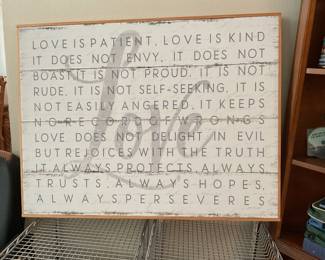 LOVE IS PATIENT, LOVE IS KIND
IT DOES NOT ENVY, IT DOES NOT
BOAST IT IS NOT PROUD. IT IS NOT
RUDE, IT IS NOT SELF-SEEKING, IT IS
NOT EASILY ANGERED, IT KEEPS
NO RECORD OF WRONGS
LOVE DOES NOT DELIGHT IN EVIL
BUT REJOICES WITH THE TRUTH
IT ALWAYS PROTECTS, ALWAYS
TRUSTS, ALWAYS HOPES,
ALWAYS PERSEVERES
love